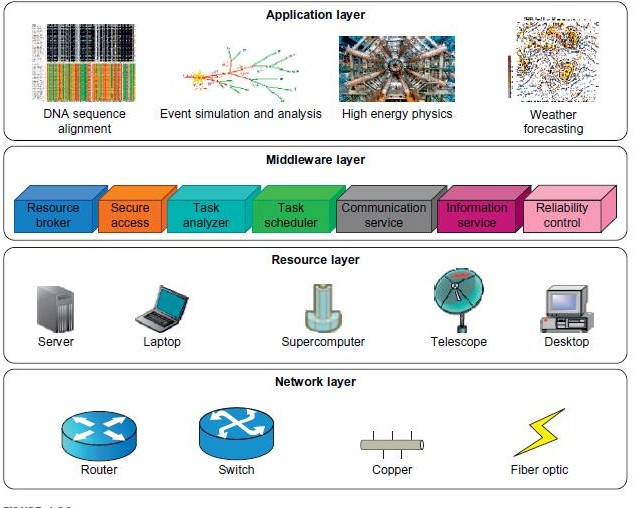 Application layer
DNA sequence
alignment
Event simulation and analysis
High energy physics
Weather
forecasting
Middleware layer
Resource
broker
Secure
access
Task
analyzer
Task
scheduler
Communication
service
Information
service
Reliability
control
Resource layer
Server
Laptop
Supercomputer
Telescope
Desktop
Network layer
Router
Switch
Copper
Fiber optic